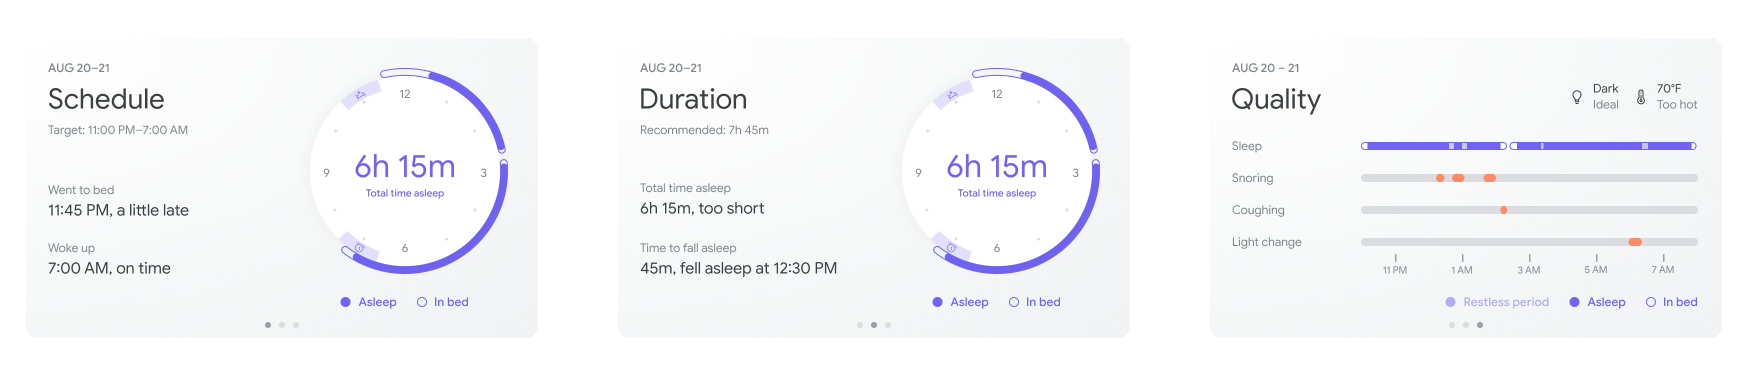 AUG 20–21
Schedule
Target: 11:00 PM–7:00 AM
Went to bed
11:45 PM, a little late
Woke up
7:00 AM, on time
12
3
6
9
6h 15m
Total time asleep
Asleep
In bed
AUG 20–21
Duration
Recommended: 7h 45m
Total time asleep
6h 15m, too short
Time to fall asleep
45m, fell asleep at 12:30 PM
12
3
6
9
6h 15m
Total time asleep
Asleep
In bed
AUG 20 – 21
Quality
Dark
Ideal
70°F
Too hot
Sleep
Snoring
Coughing
Light change
11 PM 1 AM 3 AM 5 AM 7 AM
Restless period
Asleep
In bed